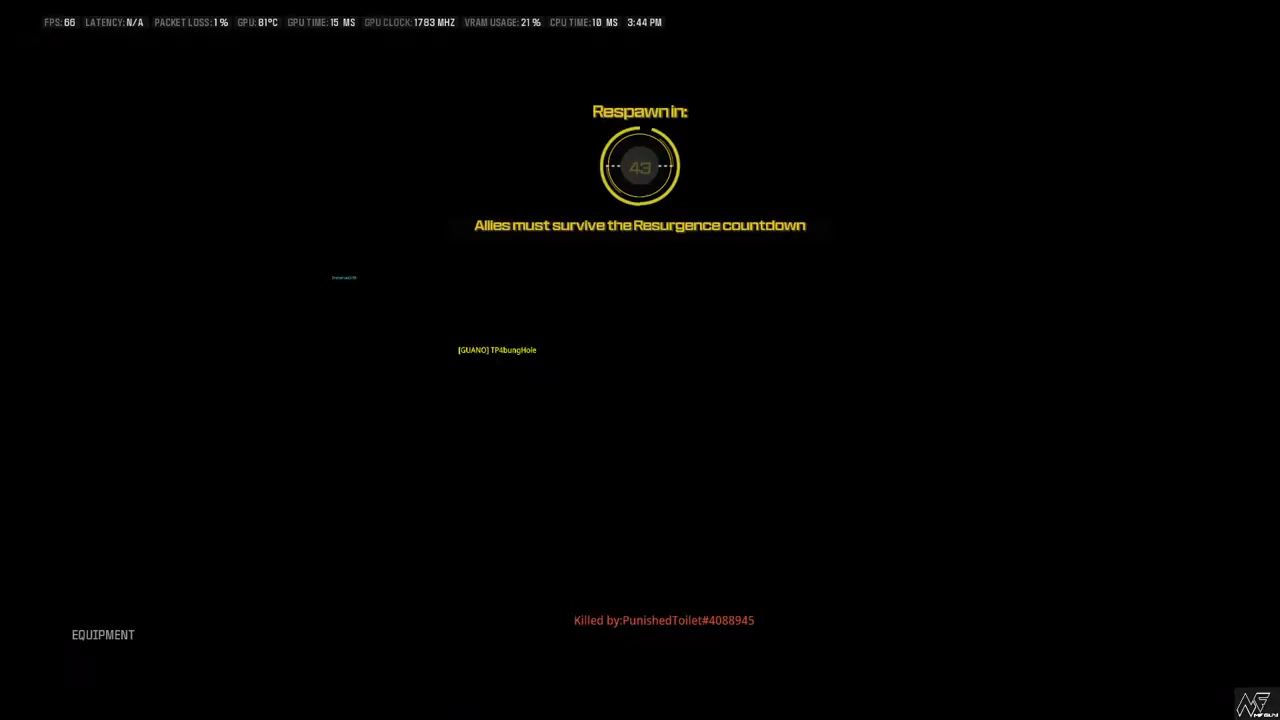 FPS: 66 LATENCY: N/A PACKET LOSS: 1 % GPU: 81°C GPU TIME: 15 MS GPU CLOCK: 1783 MHZ VRAM USAGE: 21 % CPU TIME: 10 MS 3:44 PM
Respawn in:
43
Allies must survive the Resurgence countdown
[GUANO] TP4bungHole
Killed by:PunishedToilet#4088945
EQUIPMENT